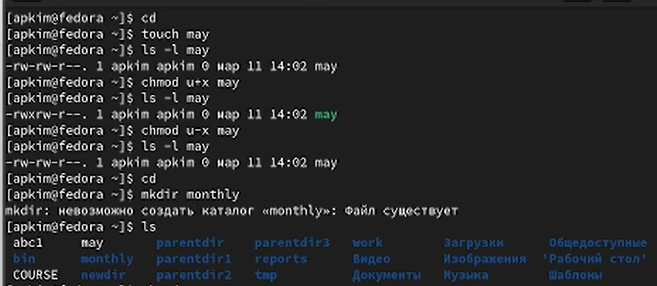 [apkim@fedora ~]$ cd
[apkim@fedora ~]$ touch may
[apkim@fedora ~]$ ls -l may
-rw-rw-r--. 1 apkim apkim 0 мар 11 14:02 may
[apkim@fedora ~]$ chmod u+x may
[apkim@fedora ~]$ ls -l may
-rwxrw-r--. 1 apkim apkim 0 мар 11 14:02 may
[apkim@fedora ~]$ chmod u-x may
[apkim@fedora ~]$ ls -l may
-rw-rw-r--. 1 apkim apkim 0 мар 11 14:02 may
[apkim@fedora ~]$ cd
[apkim@fedora ~]$ mkdir monthly
mkdir: невозможно создать каталог «monthly»: Файл существует
[apkim@fedora ~]$ ls
abc1 may parentdir parentdir3 work Загрузки Общедоступные
bin monthly parentdir1 reports Видео Изображения 'Рабочий стол'
COURSE newdir parentdir2 tmp Документы Музыка Шаблоны